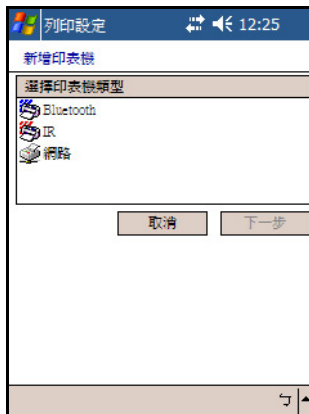 列印設定 12:25
新增印表機
選擇印表機類型
Bluetooth
IR
網路
取消 下一步
ㄅ